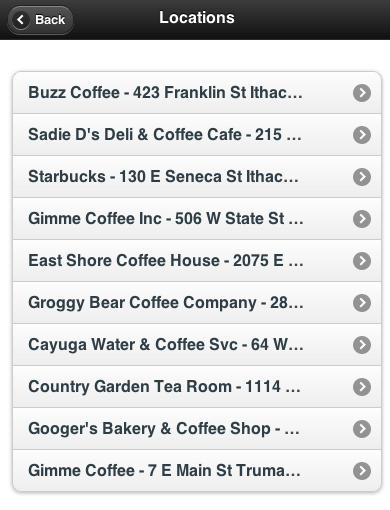 Back
Locations
Buzz Coffee - 423 Franklin St Ithac...
Sadie D's Deli & Coffee Cafe - 215 ...
Starbucks - 130 E Seneca St Ithac...
Gimme Coffee Inc - 506 W State St ...
East Shore Coffee House - 2075 E ...
Groggy Bear Coffee Company - 28...
Cayuga Water & Coffee Svc - 64 W...
Country Garden Tea Room - 1114 ...
Googer's Bakery & Coffee Shop - ...
Gimme Coffee - 7 E Main St Truma...